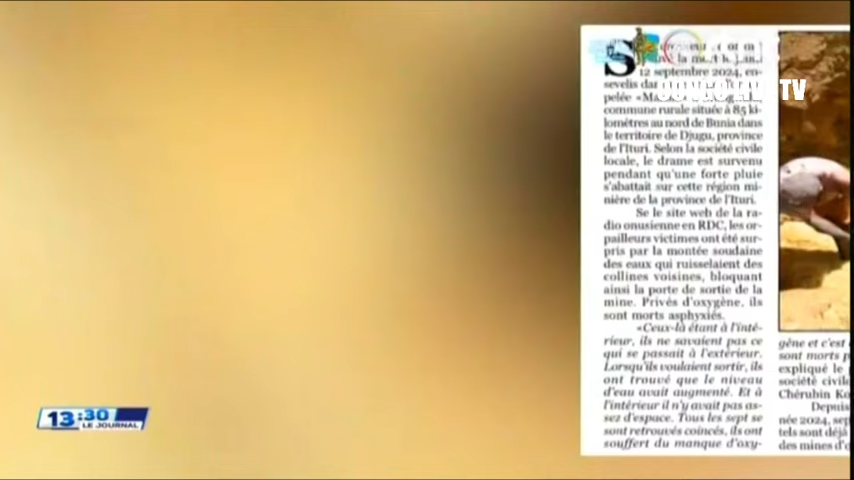 12 septembre 2024, en-
sevelis
pelée
commune rurale située à 85 ki-
lomètres au nord de Bunia dans
le territoire de Djugu, province
de l'Ituri. Selon la société civile
locale, le drame est survenu
pendant qu'une forte pluie
s'abattait sur cette région mi-
nière de la province de l'Ituri.
Se le site web de la ra-
dio onusienne en RDC, les or-
pailleurs victimes ont été sur-
pris par la montée soudaine
des eaux qui ruisselaient des
collines voisines, bloquant
ainsi la porte de sortie de la
mine. Privés d'oxygène, ils
sont morts asphyxiés.
«Ceux-là étant à l'inté-
rieur, ils ne savaient pas ce
qui se passait à l'extérieur.
Lorsqu'ils voulaient sortir, ils
ont trouvé que le niveau
d'eau avait augmenté. Et à
l'intérieur il n'y avait pas as-
sez d'espace. Tous les sept se
sont retrouvés coincés, ils ont
souffert du manque d'oxy-
gène et c'est
sont morts p
expliqué le
société civile
Chérubin Ko
Depuis
née 2024, sep
tels sont déjà
des mines d'o
TV
13:30
LE JOURNAL